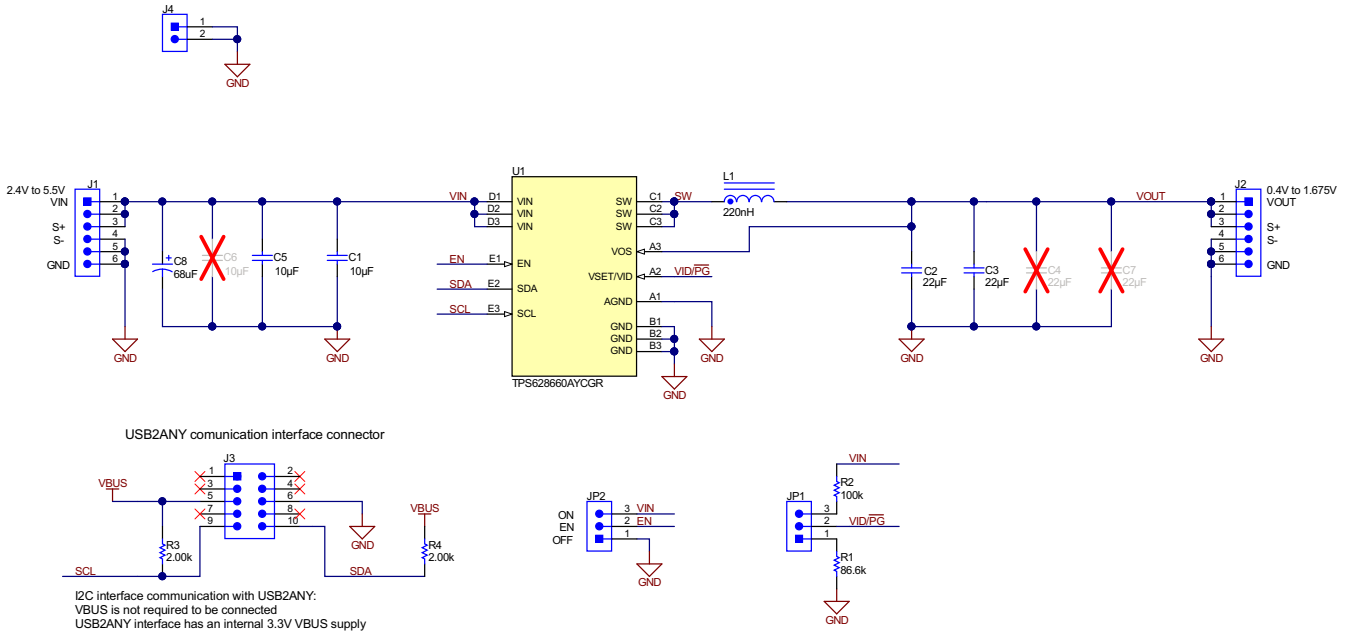 J4
1
2
GND
2.4V to 5.5V
J1
VIN
1
2
3
S+
S-
4
5
GND
6
GND
C8
+
68uF
C6
10µF
C5
10µF
C1
10µF
GND
U1
VIN
D1
VIN
D2
VIN
D3
VIN
EN
E1
EN
SDA
E2
SDA
SCL
E3
SCL
SW
C1
SW
SW
C2
SW
C3
VOS
A3
VSET/VID
A2
VID/PG
AGND
A1
GND
B1
GND
B2
GND
B3
TPS628660AYCGR
GND
GND
L1
220nH
C2
22µF
C3
22µF
C4
22µF
C7
22µF
GND
VOUT
J2
0.4V to 1.675V
1
VOUT
2
3
S+
4
S-
5
6
GND
GND
USB2ANY comunication interface connector
J3
1
2
3
4
5
6
7
8
9
10
VBUS
GND
VBUS
R3
2.00k
R4
2.00k
SCL
SDA
I2C interface communication with USB2ANY:
VBUS is not required to be connected
USB2ANY interface has an internal 3.3V VBUS supply
JP2
ON
3
VIN
EN
2
EN
OFF
1
GND
VIN
R2
100k
JP1
3
2
VID/PG
1
R1
86.6k
GND